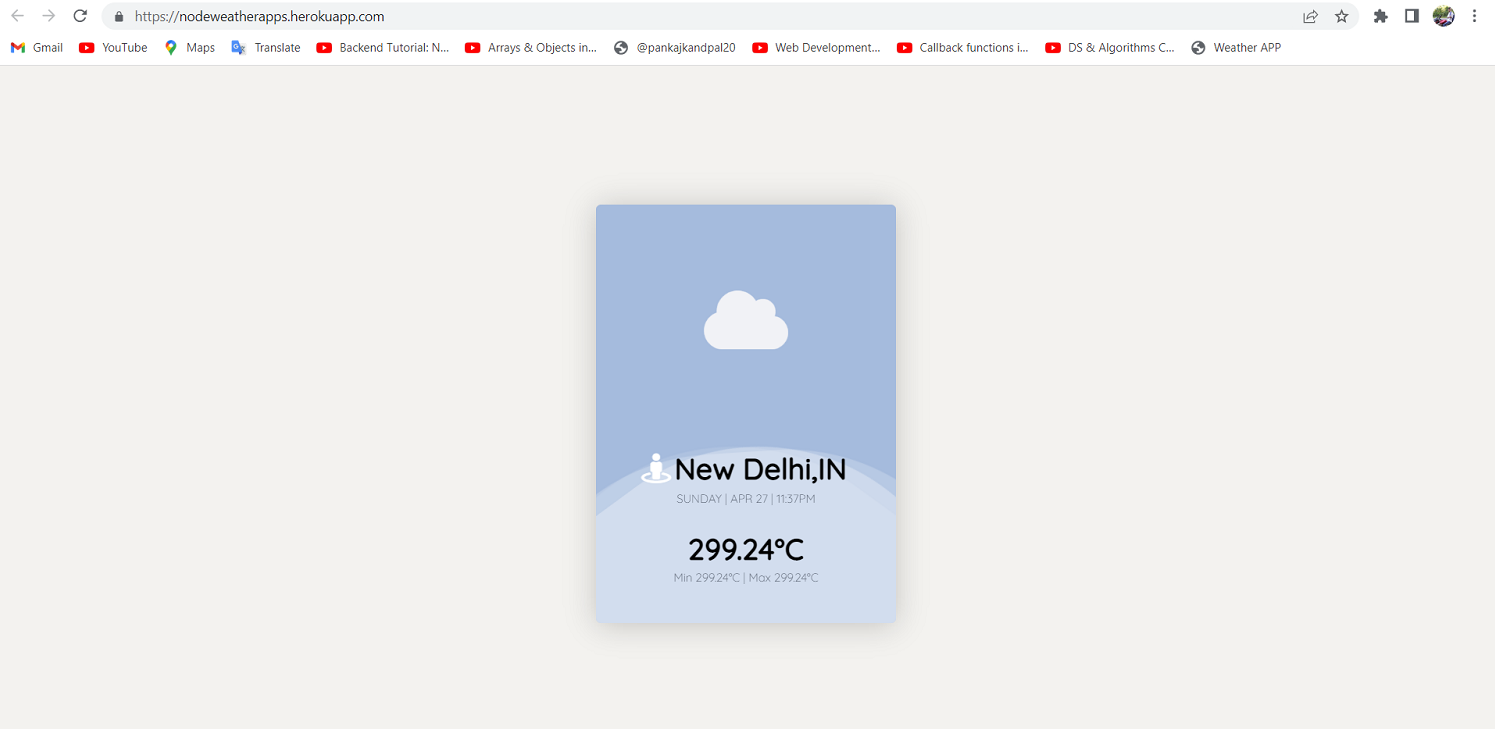 https://nodeweatherapps.herokuapp.com
Gmail YouTube Maps Translate Backend Tutorial: N... Arrays & Objects in... @pankajkandpal20 Web Development... Callback functions i... DS & Algorithms C... Weather APP
New Delhi,IN
SUNDAY | APR 27 | 11:37PM
299.24°C
Min 299.24°C | Max 299.24°C